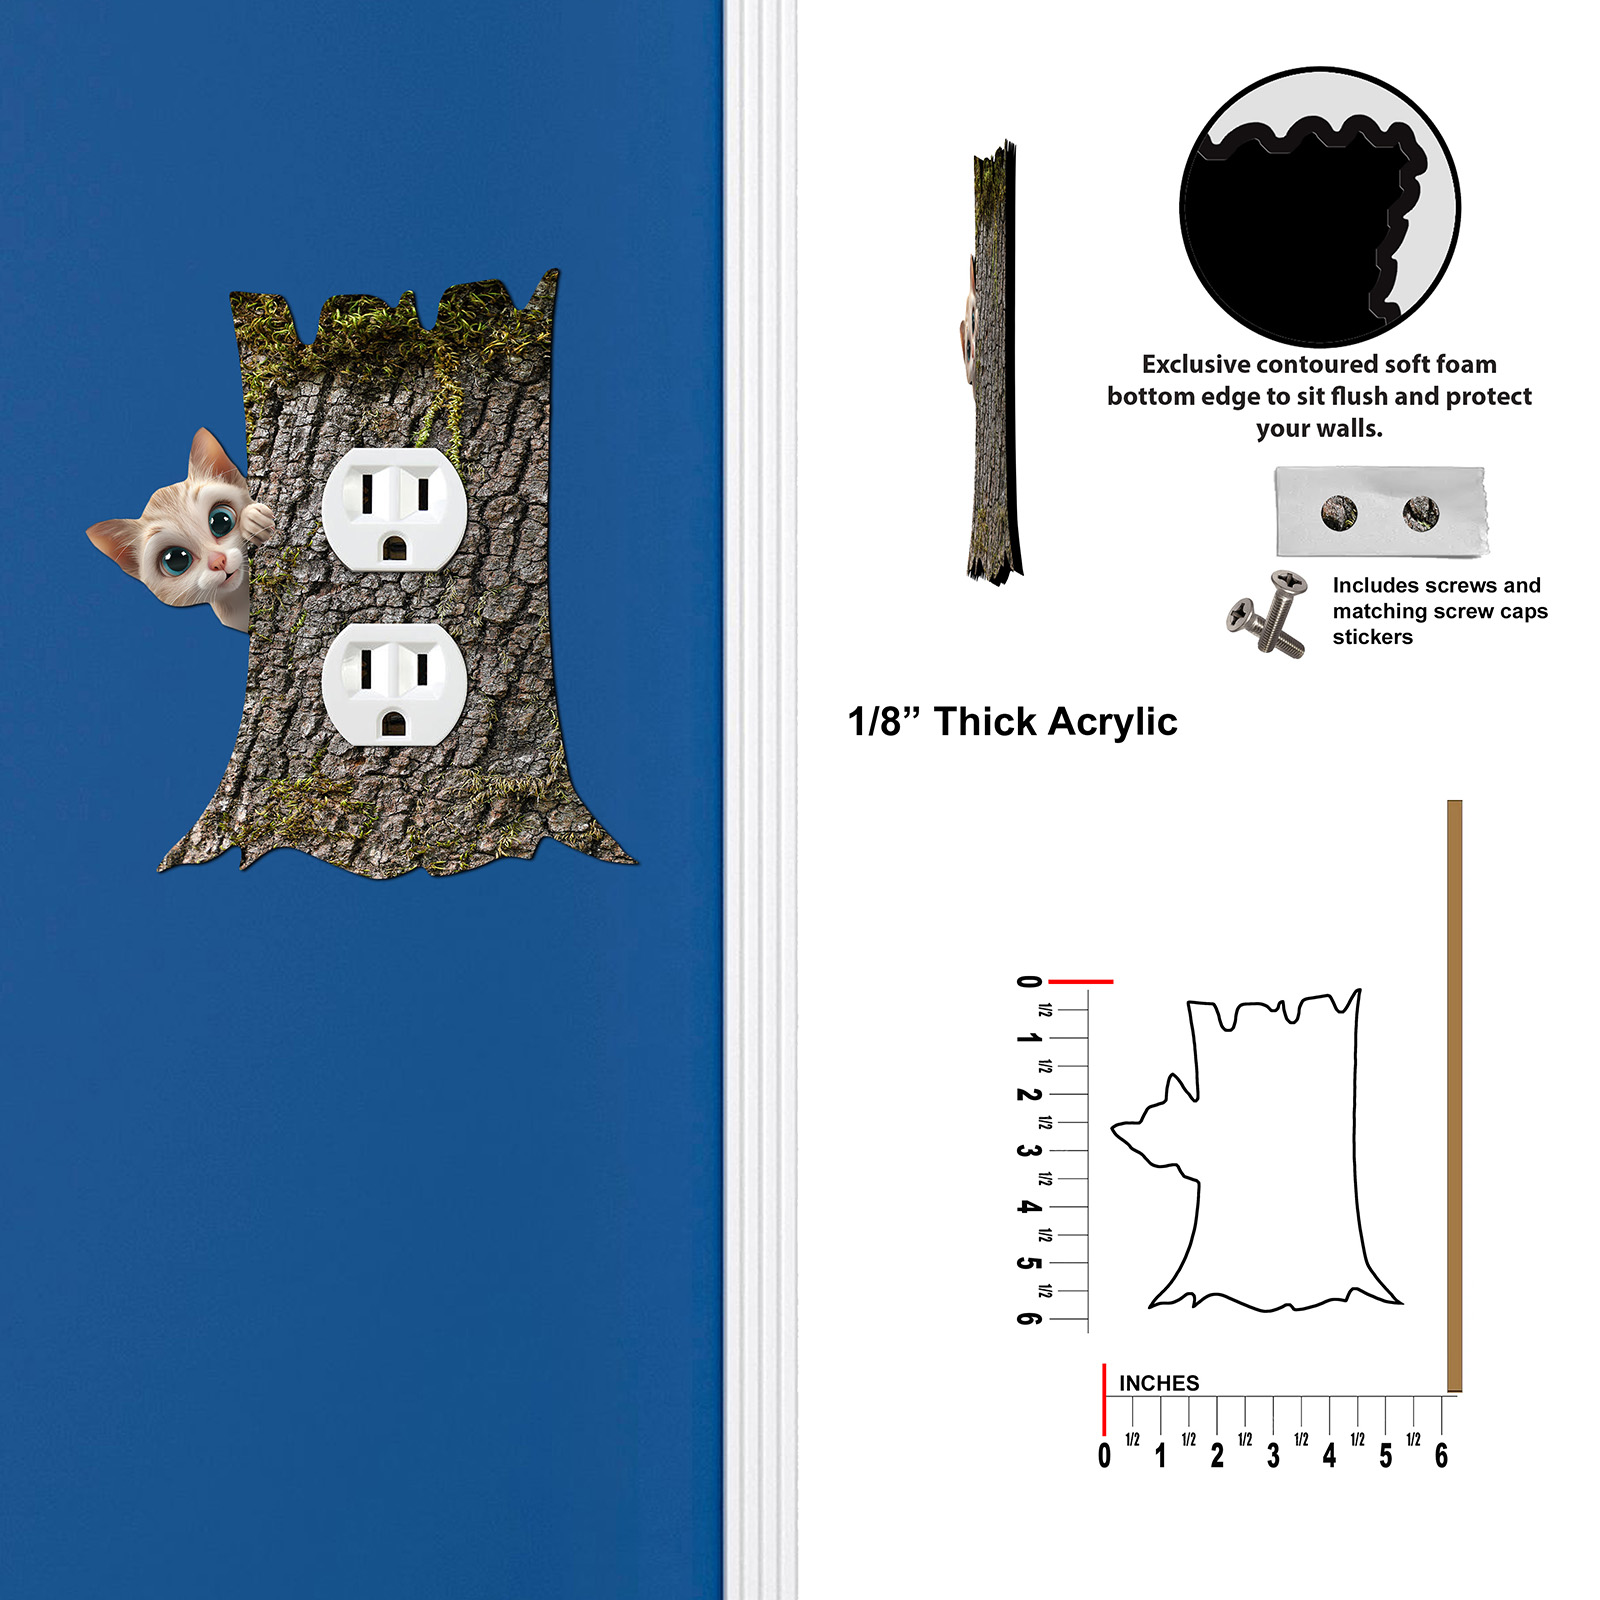 Exclusive contoured soft foam
bottom edge to sit flush and protect
your walls.
Includes screws and
matching screw caps
stickers
1/8” Thick Acrylic
0
1/2
1
1/2
2
1/2
3
1/2
4
1/2
5
1/2
6
INCHES
0 1/2 1 1/2 2 1/2 3 1/2 4 1/2 5 1/2 6